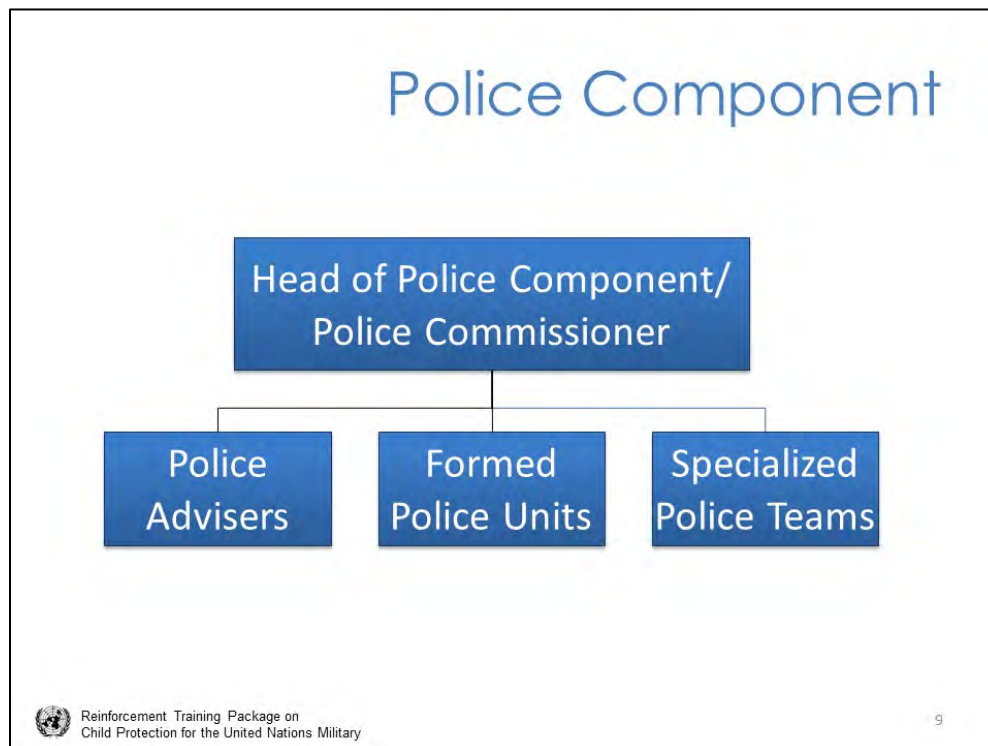 Police Component
Head of Police Component/
Police Commissioner
Police
Advisers
Formed
Police Units
Specialized
Police Teams
Reinforcement Training Package on
Child Protection for the United Nations Military
9